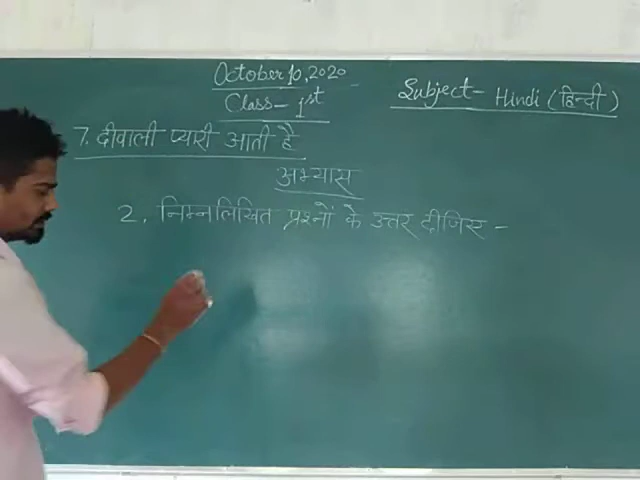 October 10, 2020
Class- 1st
Subject- Hindi (हिन्दी)
7. दीवाली प्यारी आती है
अभ्यास
2. निम्नलिखित प्रश्नों के उत्तर दीजिए -